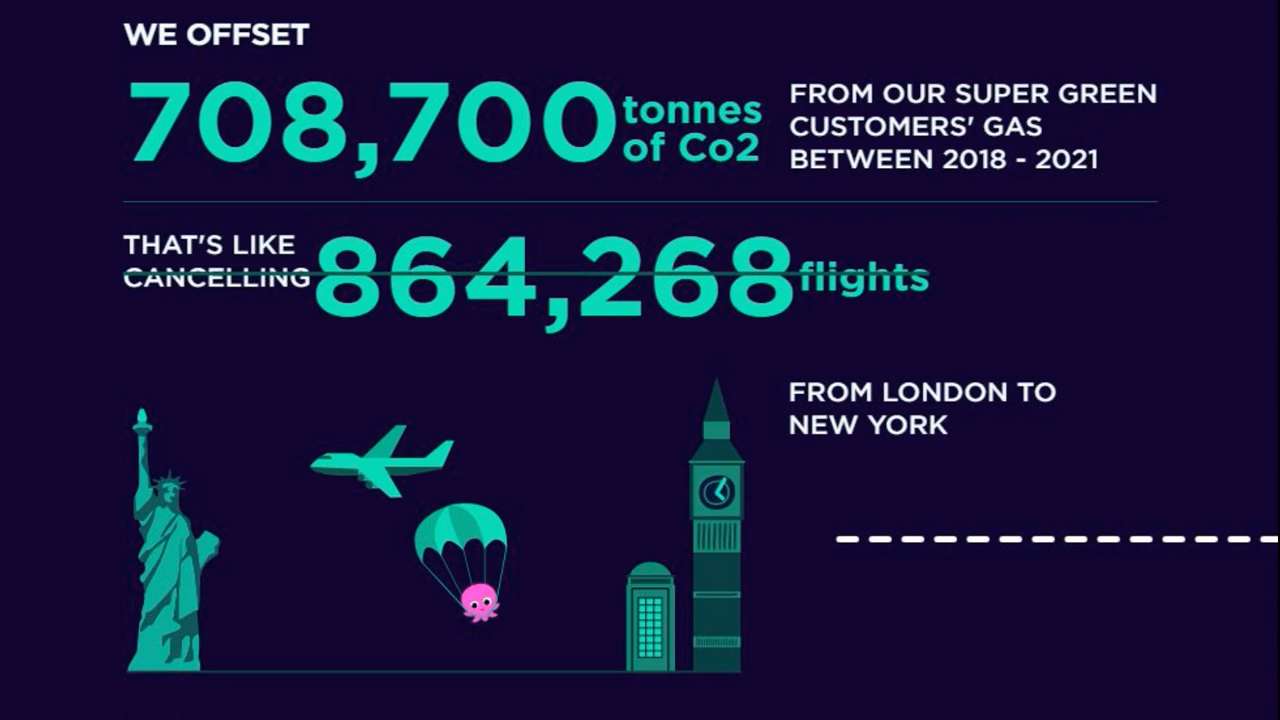 WE OFFSET
708,700 tonnes of Co2
FROM OUR SUPER GREEN
CUSTOMERS' GAS
BETWEEN 2018 - 2021
THAT'S LIKE
CANCELLING 864,268 flights
FROM LONDON TO
NEW YORK